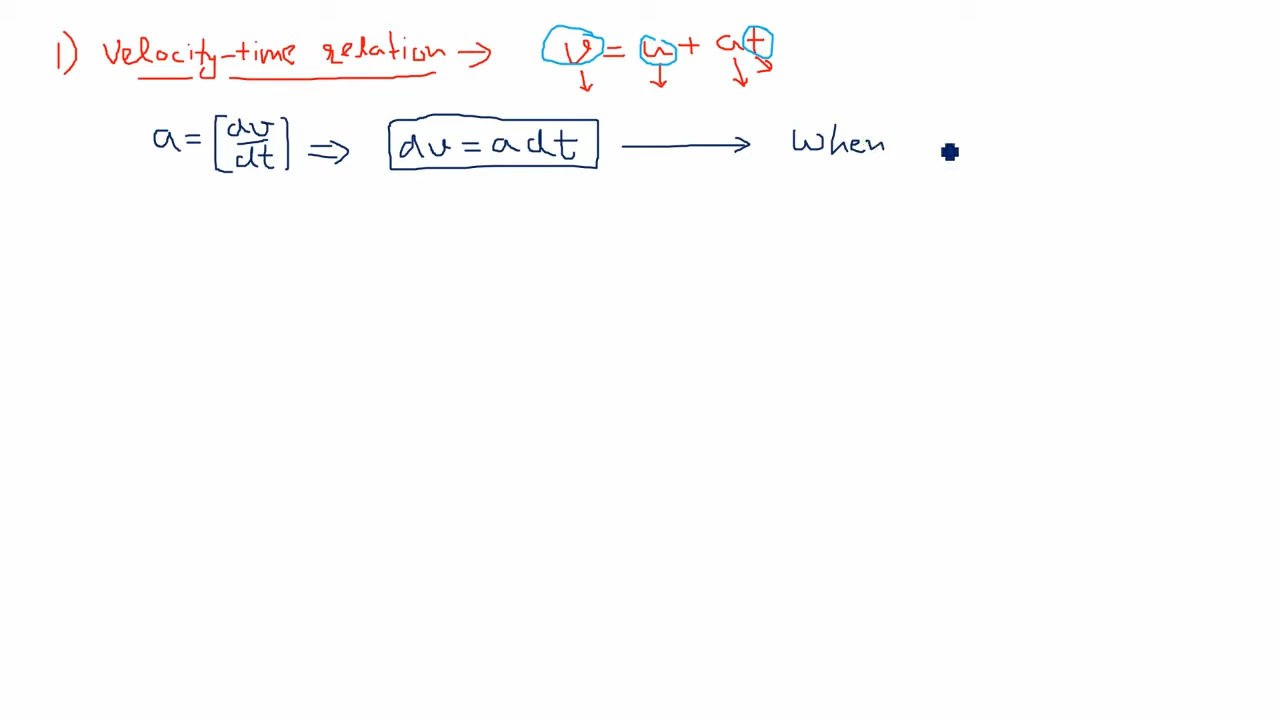 1) Velocity-time relation → v = u + at
a = [dv/dt] ⇒ dv = a dt → when